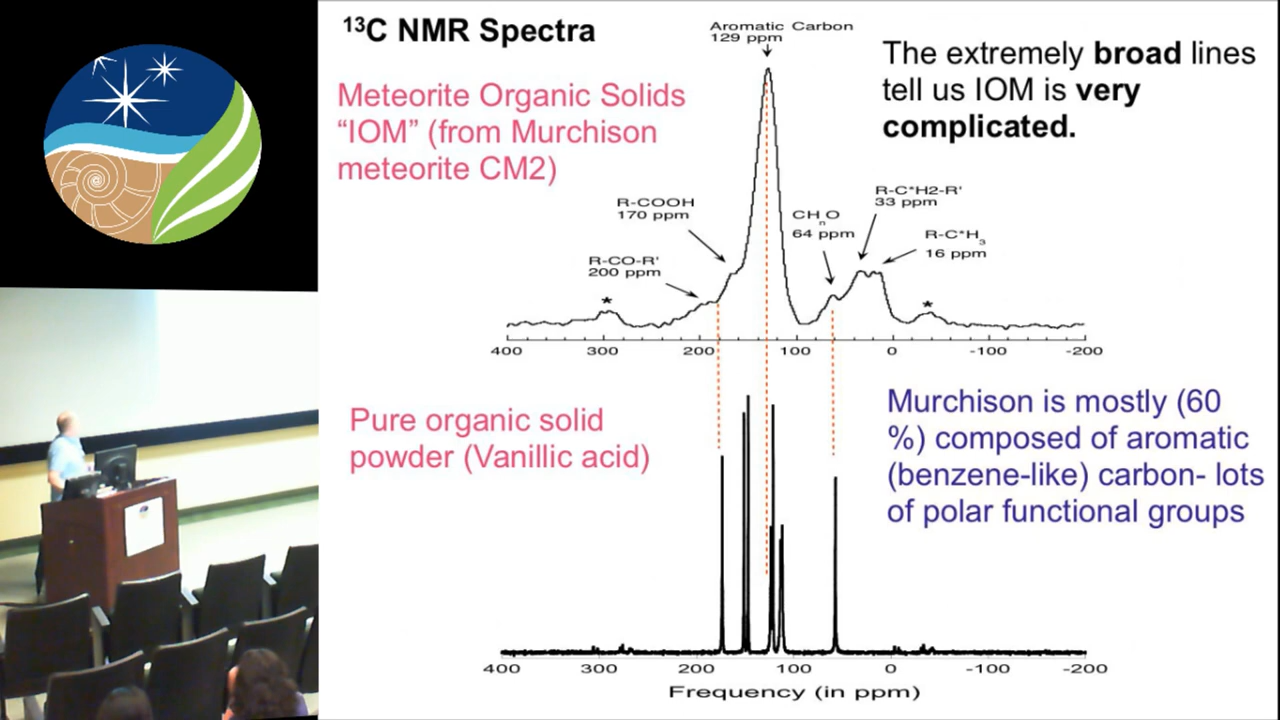 ¹³C NMR Spectra
Meteorite Organic Solids
“IOM” (from Murchison
meteorite CM2)
Aromatic Carbon
129 ppm
The extremely broad lines
tell us IOM is very
complicated.
R-COOH
170 ppm
R-CO-R'
200 ppm
CHnO
64 ppm
R-C*H2-R'
33 ppm
R-C*H3
16 ppm
*
*
400 300 200 100 0 -100 -200
Pure organic solid
powder (Vanillic acid)
Murchison is mostly (60
%) composed of aromatic
(benzene-like) carbon- lots
of polar functional groups
400 300 200 100 0 -100 -200
Frequency (in ppm)